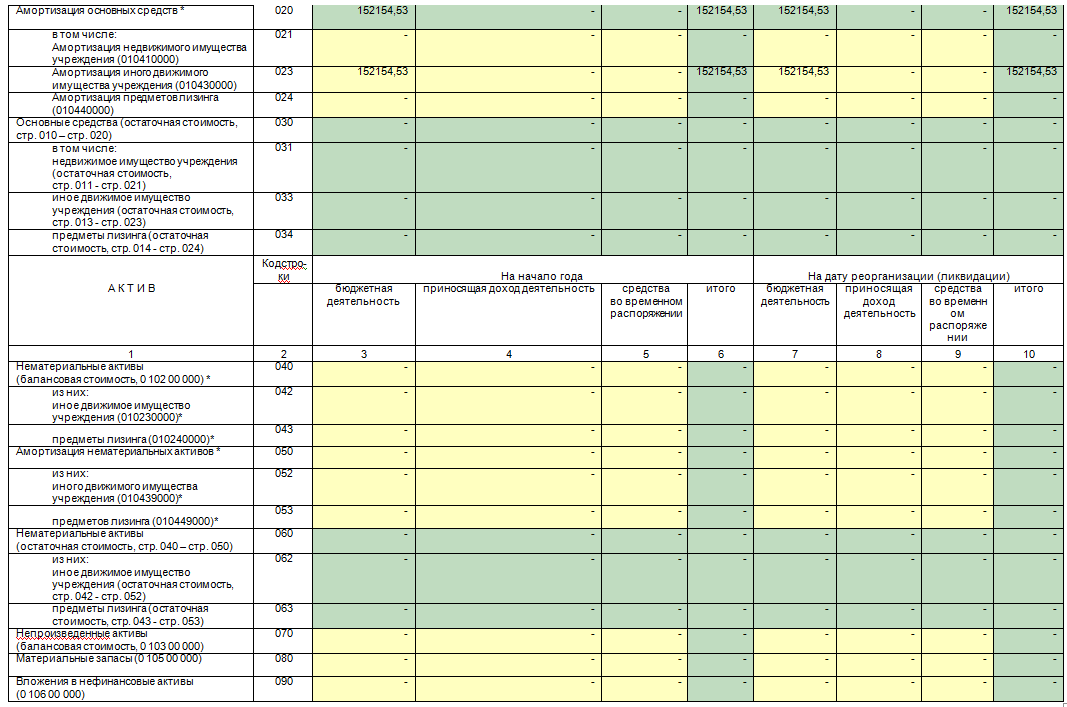 Амортизация основных средств * 020 152154,53 - - 152154,53 152154,53 - - 152154,53
в том числе: 021 - - - - - - - -
Амортизация недвижимого имущества
учреждения (010410000)
Амортизация иного движимого 023 152154,53 - - 152154,53 152154,53 - - 152154,53
имущества учреждения (010430000)
Амортизация предметов лизинга 024 - - - - - - - -
(010440000)
Основные средства (остаточная стоимость, 030 - - - - - - - -
стр. 010 – стр. 020)
в том числе: 031 - - - - - - - -
недвижимое имущество учреждения
(остаточная стоимость,
стр. 011 - стр. 021)
иное движимое имущество 033 - - - - - - - -
учреждения (остаточная стоимость,
стр. 013 - стр. 023)
предметы лизинга (остаточная 034 - - - - - - - -
стоимость, стр. 014 - стр. 024)
А К Т И В
Код стро-
ки
На начало года На дату реорганизации (ликвидации)
бюджетная
деятельность
приносящая доход деятельность
средства
во временном
распоряжении
итого
бюджетная
деятельность
приносящая
доход
деятельность
средства
во временн
ом
распоряже
нии
итого
1 2 3 4 5 6 7 8 9 10
Нематериальные активы 040 - - - - - - - -
(балансовая стоимость, 0 102 00 000) *
из них: 042 - - - - - - - -
иное движимое имущество
учреждения (010230000)*
043 - - - - - - - -
предметы лизинга (010240000)*
Амортизация нематериальных активов * 050 - - - - - - - -
из них: 052 - - - - - - - -
иного движимого имущества
учреждения (010439000)*
053 - - - - - - - -
предметов лизинга (010449000)*
Нематериальные активы 060 - - - - - - - -
(остаточная стоимость, стр. 040 – стр. 050)
из них: 062 - - - - - - - -
иное движимое имущество
учреждения (остаточная стоимость,
стр. 042 - стр. 052)
предметы лизинга (остаточная 063 - - - - - - - -
стоимость, стр. 043 - стр. 053)
Непроизведенные активы 070 - - - - - - - -
(балансовая стоимость, 0 103 00 000)
Материальные запасы (0 105 00 000) 080 - - - - - - - -
Вложения в нефинансовые активы 090 - - - - - - - -
(0 106 00 000)